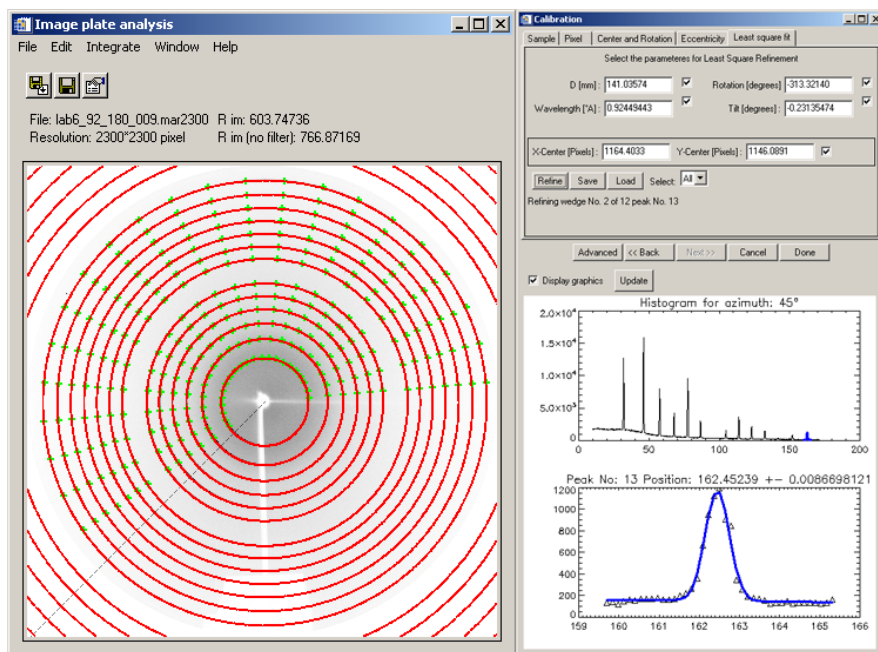 Image plate analysis
File Edit Integrate Window Help
File: lab6_92_180_009.mar2300 R im: 603.74736
Resolution: 2300*2300 pixel R im (no filter): 766.87169
Calibration
Sample Pixel Center and Rotation Eccentricity Least square fit
Select the parameteres for Least Square Refinement
D [mm]: 141.03574 Rotation [degrees] -313.32140
Wavelength [°A]: 0.92449443 Tilt [degrees]: -0.23135474
X-Center [Pixels]: 1164.4033 Y-Center [Pixels]: 1146.0891
Refine Save Load Select: All
Refining wedge No. 2 of 12 peak No. 13
Advanced << Back Next >> Cancel Done
Display graphics Update
Histogram for azimuth: 45°
2.0×10⁴
1.5×10⁴
1.0×10⁴
5.0×10³
0
0 50 100 150 200
Peak No: 13 Position: 162.45239 +− 0.0086698121
1200
1000
800
600
400
200
0
159 160 161 162 163 164 165 166